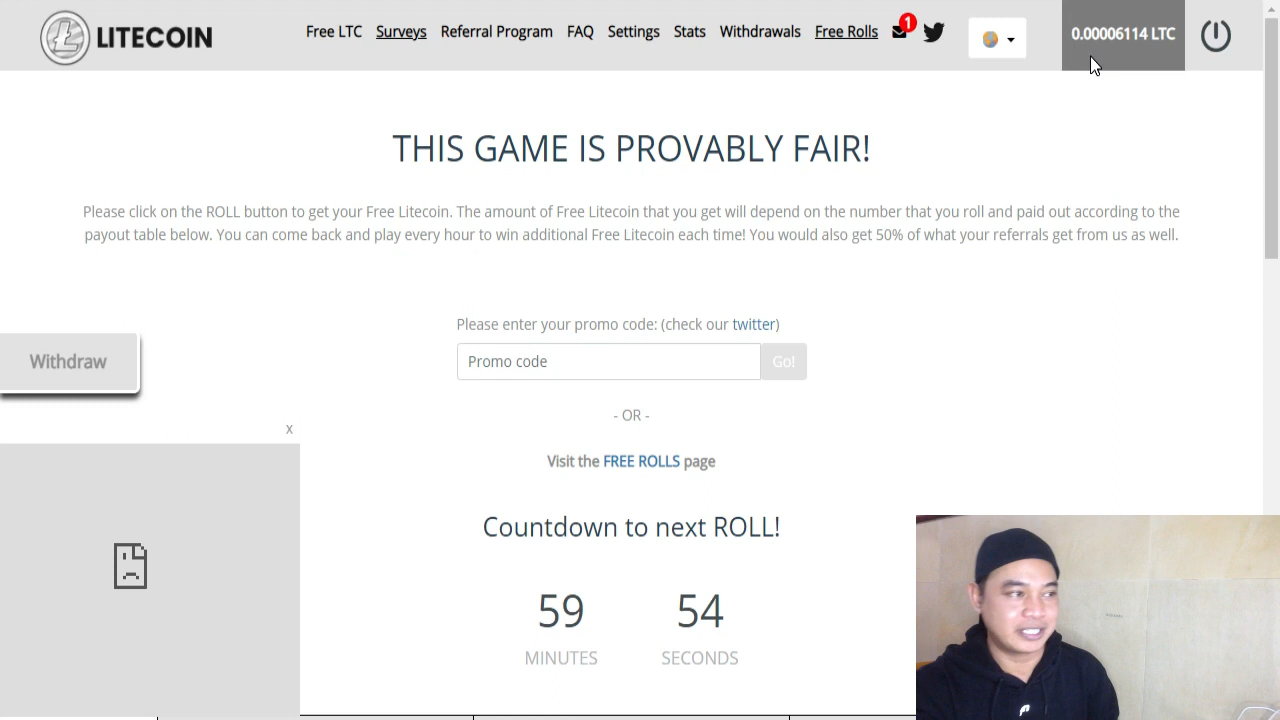 LITECOIN
Free LTC Surveys Referral Program FAQ Settings Stats Withdrawals Free Rolls 1 0.00006114 LTC
THIS GAME IS PROVABLY FAIR!
Please click on the ROLL button to get your Free Litecoin. The amount of Free Litecoin that you get will depend on the number that you roll and paid out according to the
payout table below. You can come back and play every hour to win additional Free Litecoin each time! You would also get 50% of what your referrals get from us as well.
Please enter your promo code: (check our twitter)
Promo code Go!
Withdraw
- OR -
x
Visit the FREE ROLLS page
Countdown to next ROLL!
59 54
MINUTES SECONDS